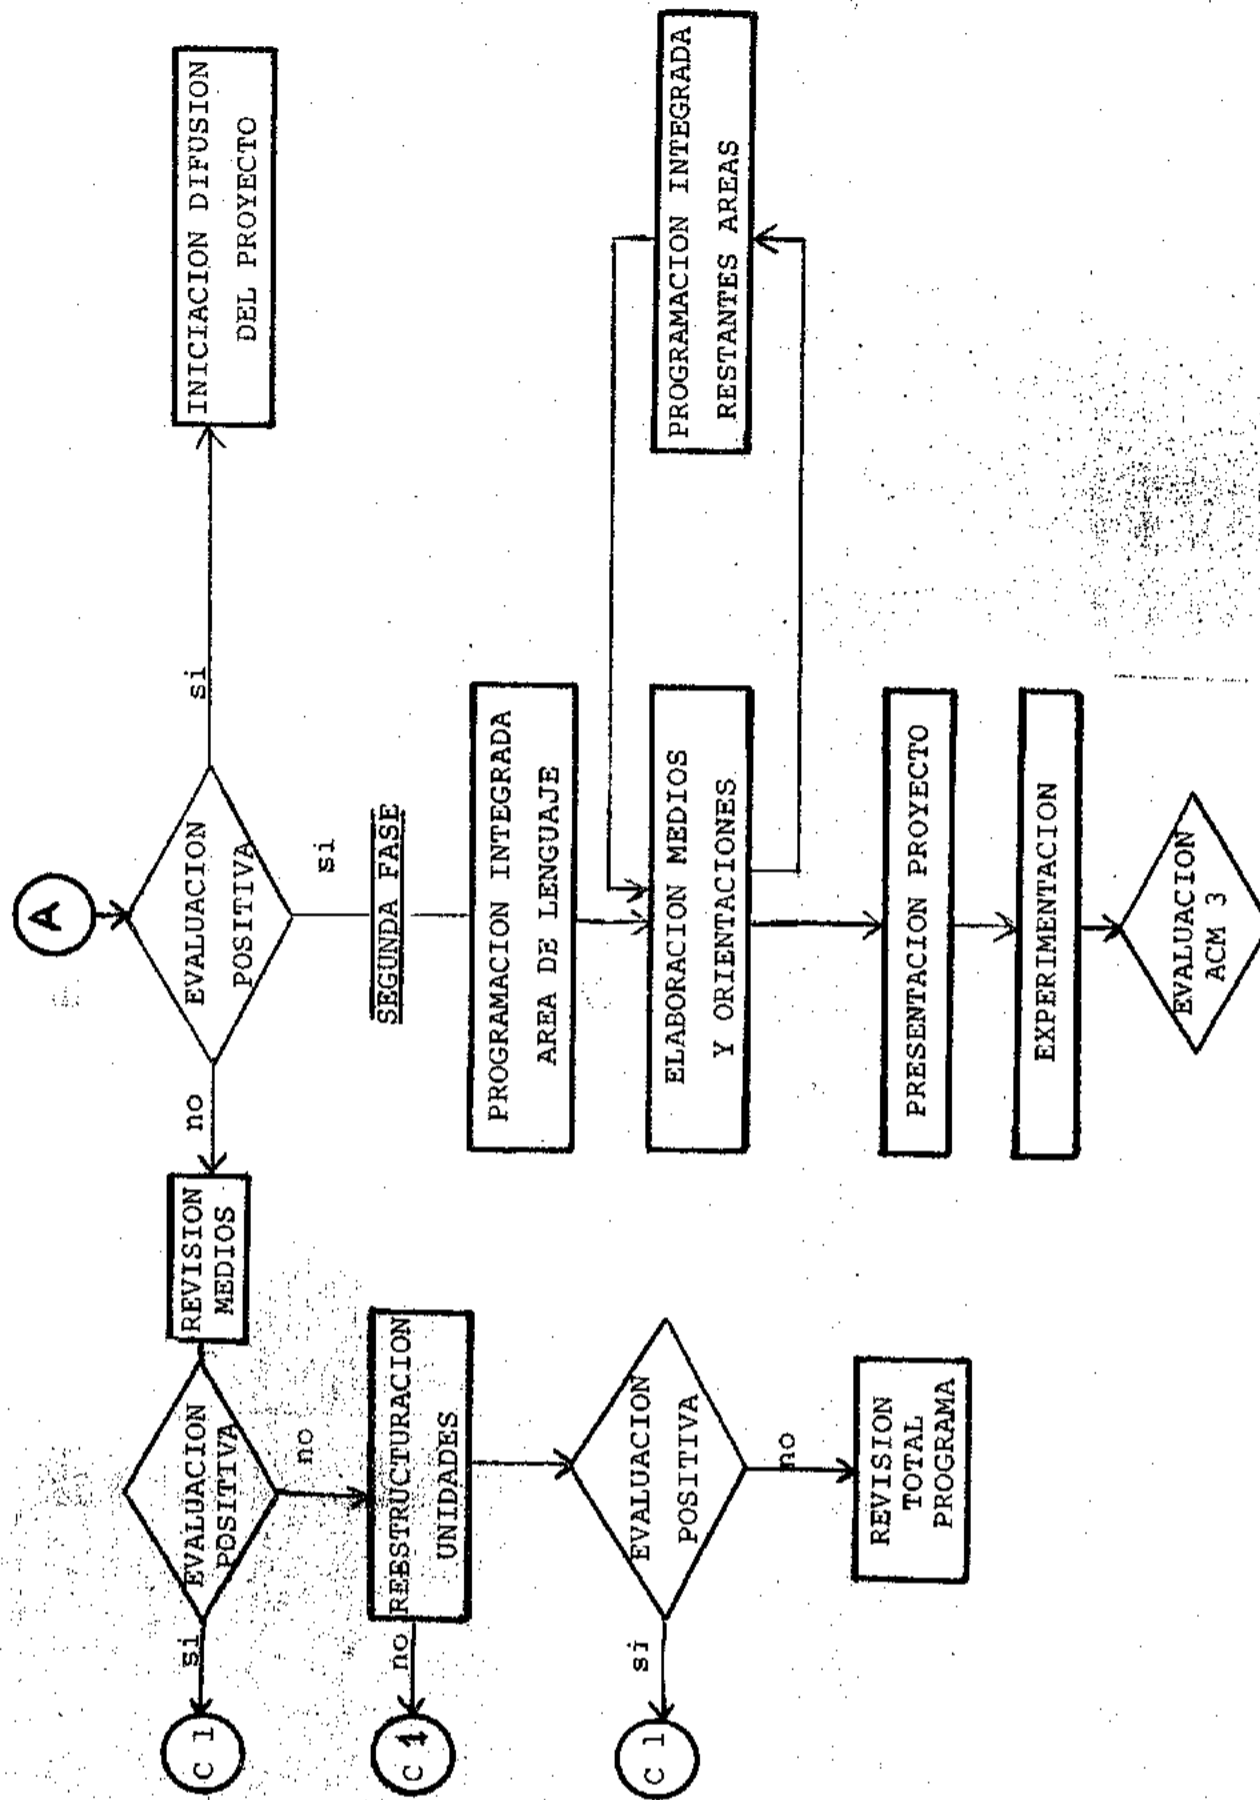 A
C 1
si
EVALUACION
POSITIVA
REVISION
MEDIOS
no
EVALUACION
POSITIVA
si
INICIACION DIFUSION
DEL PROYECTO
no
si
C 1
no
REESTRUCTURACION
UNIDADES
SEGUNDA FASE
PROGRAMACION INTEGRADA
AREA DE LENGUAJE
C 1
si
EVALUACION
POSITIVA
ELABORACION MEDIOS
Y ORIENTACIONES
PROGRAMACION INTEGRADA
RESTANTES AREAS
no
REVISION
TOTAL
PROGRAMA
PRESENTACION PROYECTO
EXPERIMENTACION
EVALUACION
ACM 3